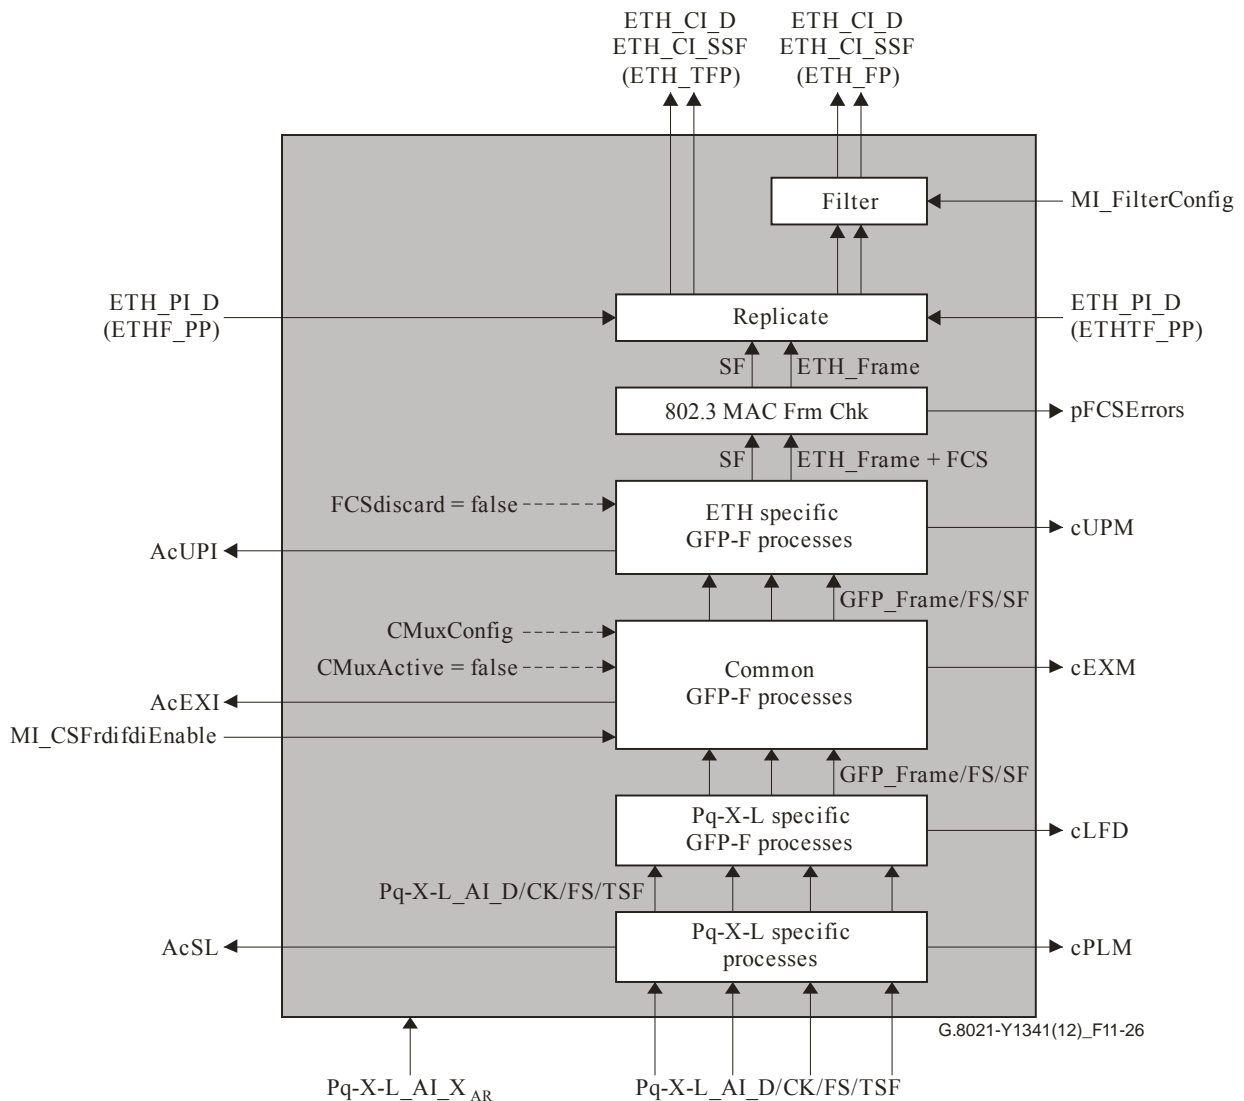 ETH_CI_D
ETH_CI_SSF
(ETH_TFP)
ETH_CI_D
ETH_CI_SSF
(ETH_FP)
Filter
MI_FilterConfig
ETH_PI_D
(ETHF_PP)
Replicate
ETH_PI_D
(ETHTF_PP)
SF
ETH_Frame
802.3 MAC Frm Chk
pFCSErrors
SF
ETH_Frame + FCS
FCSdiscard = false
ETH specific
GFP-F processes
cUPM
AcUPI
GFP_Frame/FS/SF
CMuxConfig
CMuxActive = false
Common
GFP-F processes
cEXM
AcEXI
MI_CSFrdifdiEnable
GFP_Frame/FS/SF
Pq-X-L specific
GFP-F processes
cLFD
Pq-X-L_AI_D/CK/FS/TSF
AcSL
Pq-X-L specific
processes
cPLM
G.8021-Y1341(12)_F11-26
Pq-X-L_AI_X AR
Pq-X-L_AI_D/CK/FS/TSF